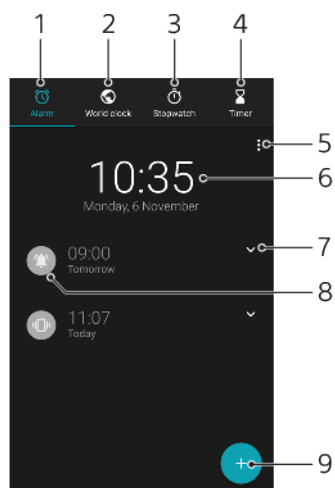 1 2 3 4
Alarm World clock Stopwatch Timer
5
10:35 6
Monday, 6 November
09:00 7
Tomorrow
8
11:07
Today
9